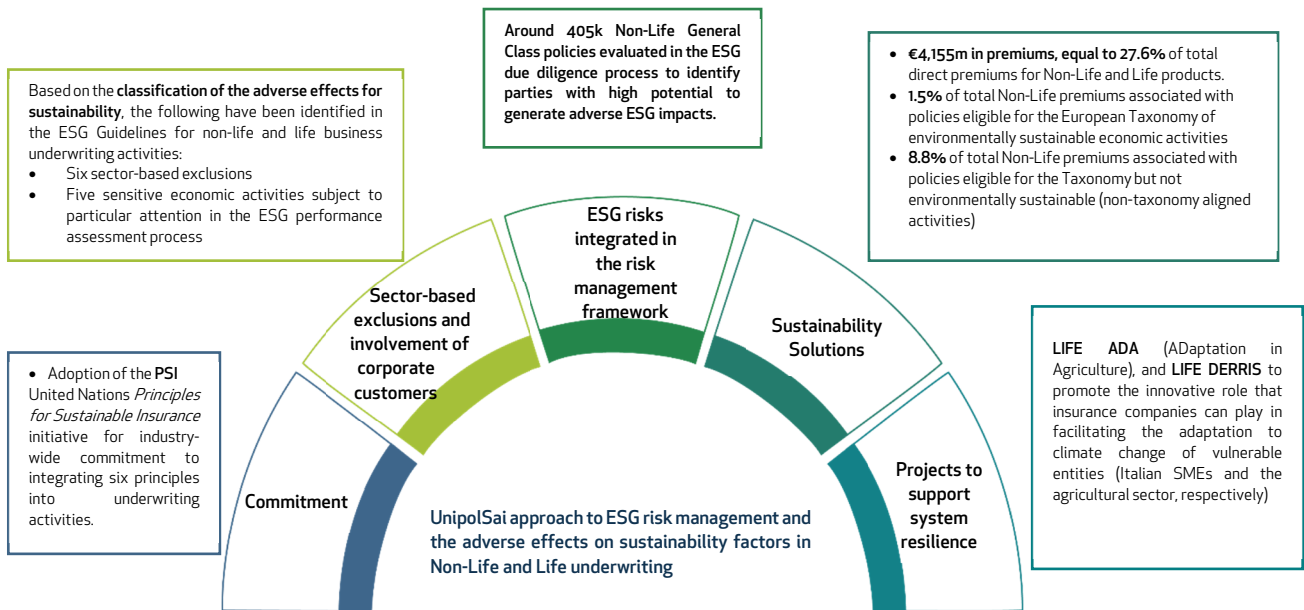 Around 405k Non-Life General
Class policies evaluated in the ESG
due diligence process to identify
parties with high potential to
generate adverse ESG impacts.
• €4,155m in premiums, equal to 27.6% of total
direct premiums for Non-Life and Life products.
• 1.5% of total Non-Life premiums associated with
policies eligible for the European Taxonomy of
environmentally sustainable economic activities
• 8.8% of total Non-Life premiums associated with
policies eligible for the Taxonomy but not
environmentally sustainable (non-taxonomy aligned
activities)
Based on the classification of the adverse effects for
sustainability, the following have been identified in
the ESG Guidelines for non-life and life business
underwriting activities:
• Six sector-based exclusions
• Five sensitive economic activities subject to
particular attention in the ESG performance
assessment process
ESG risks
integrated in
the risk
management
framework
Sector-based
exclusions and
involvement of
corporate
customers
Sustainability
Solutions
• Adoption of the PSI
United Nations Principles
for Sustainable Insurance
initiative for industry-
wide commitment to
integrating six principles
into underwriting
activities.
LIFE ADA (ADaptation in
Agriculture), and LIFE DERRIS to
promote the innovative role that
insurance companies can play in
facilitating the adaptation to
climate change of vulnerable
entities (Italian SMEs and the
agricultural sector, respectively)
Commitment
Projects to
support
system
resilience
UnipolSai approach to ESG risk management and
the adverse effects on sustainability factors in
Non-Life and Life underwriting